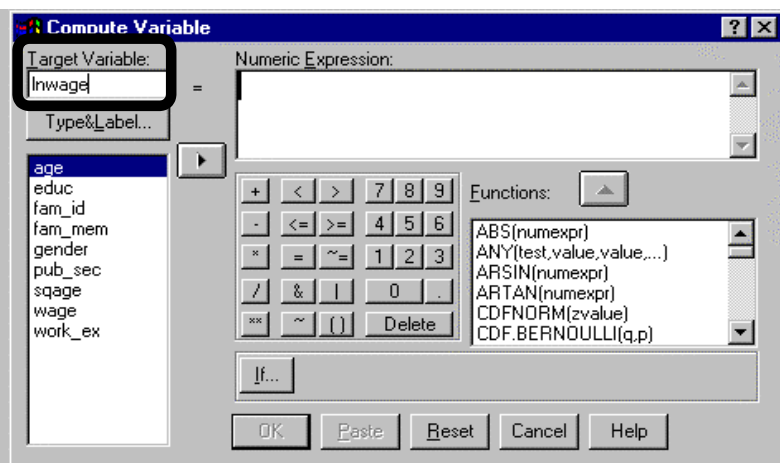 Compute Variable
? X
Target Variable:
lnwage
=
Numeric Expression:
Type&Label...
age
educ
fam_id
fam_mem
gender
pub_sec
sqage
wage
work_ex
+ < > 7 8 9
- <= >= 4 5 6
* = ~= 1 2 3
/ & | 0 .
** ~ () Delete
Functions:
ABS(numexpr)
ANY(test,value,value,...)
ARSIN(numexpr)
ARTAN(numexpr)
CDFNORM(zvalue)
CDF.BERNOULLI(q,p)
If...
OK Paste Reset Cancel Help